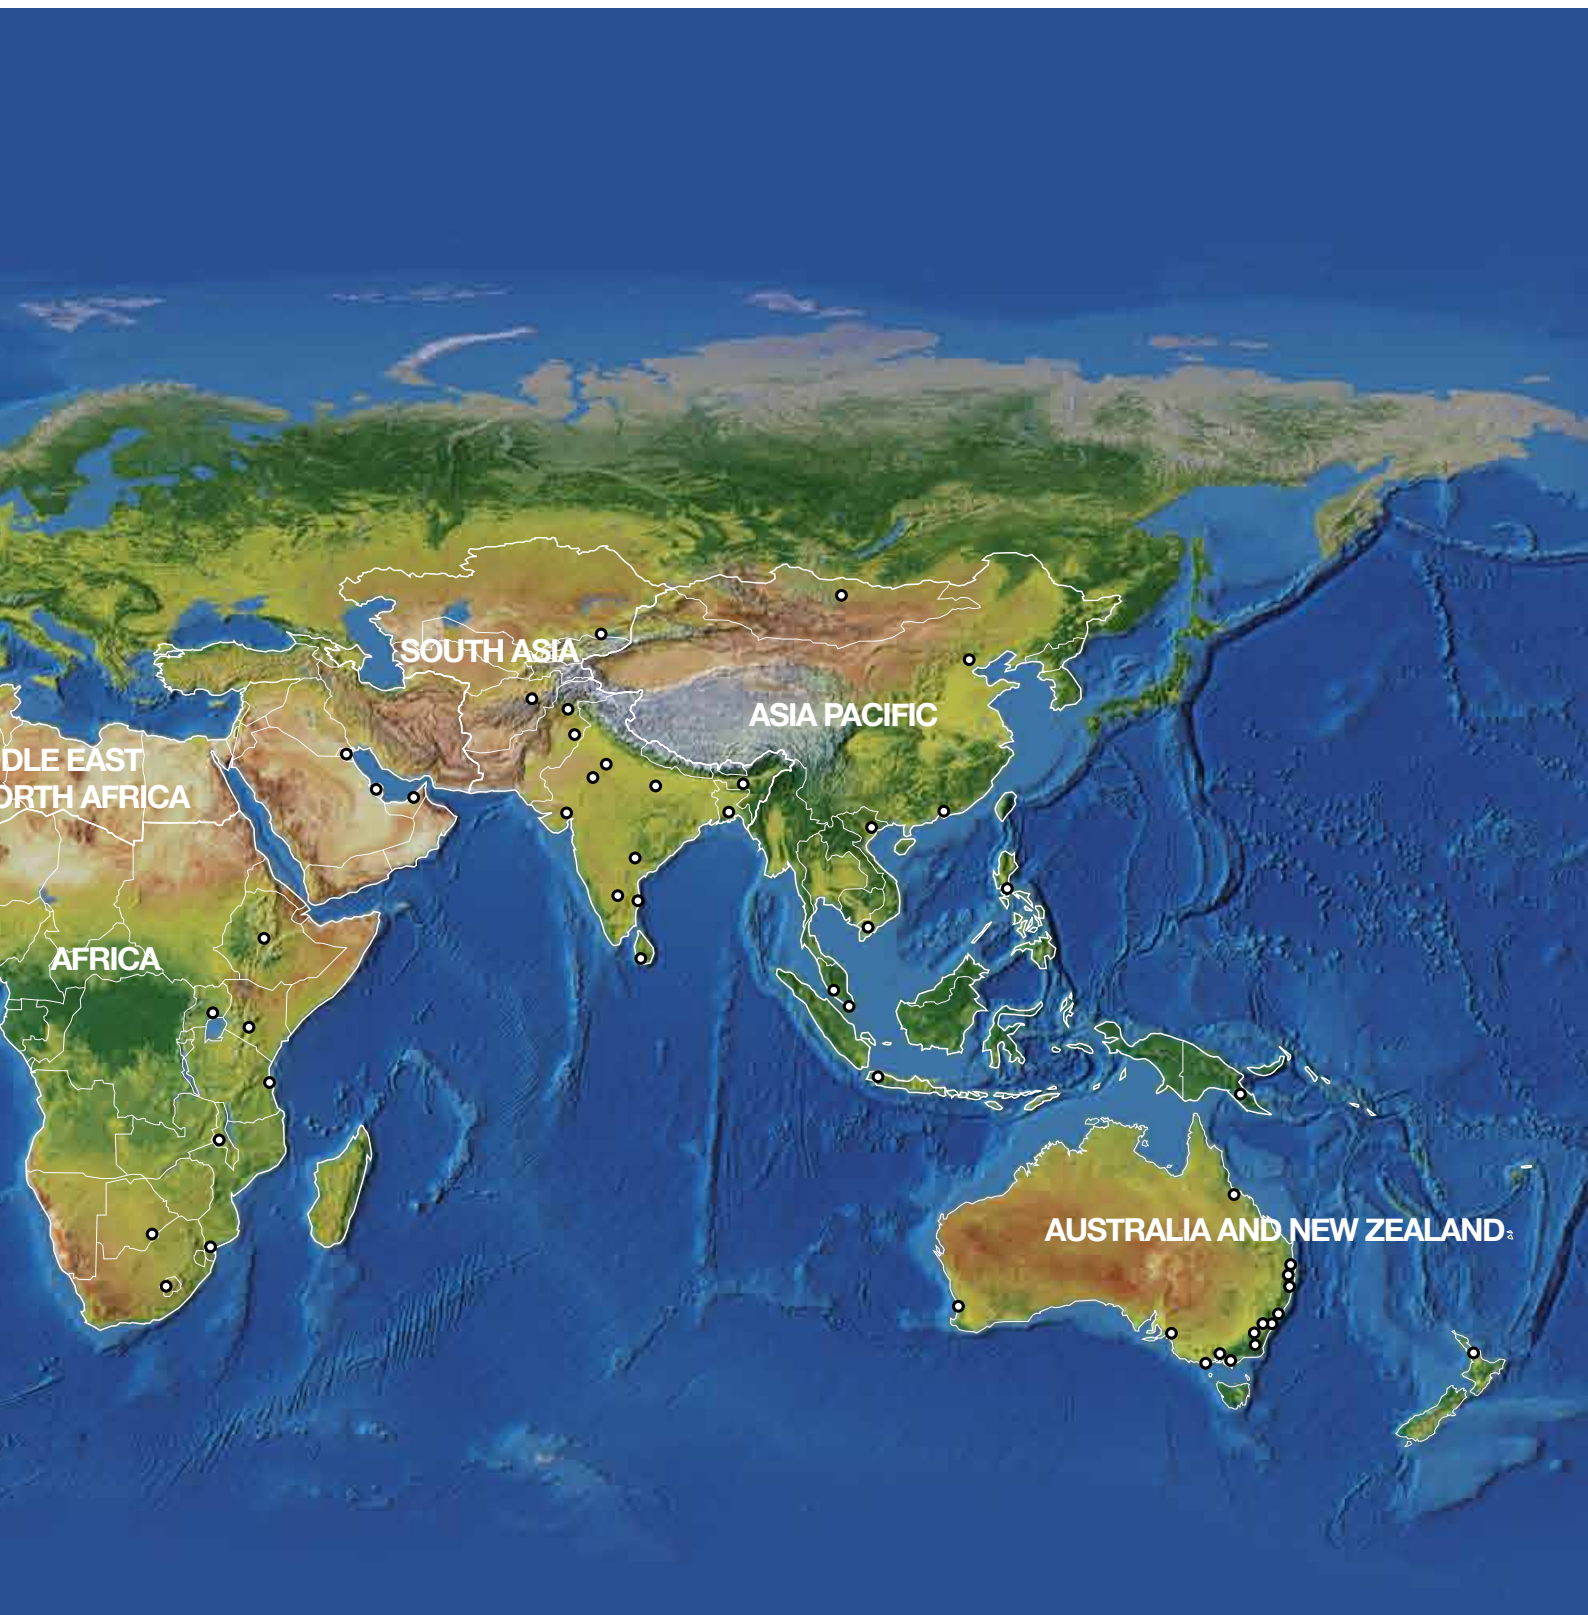 SOUTH ASIA
ASIA PACIFIC
DLE EAST
ORTH AFRICA
AFRICA
AUSTRALIA AND NEW ZEALAND